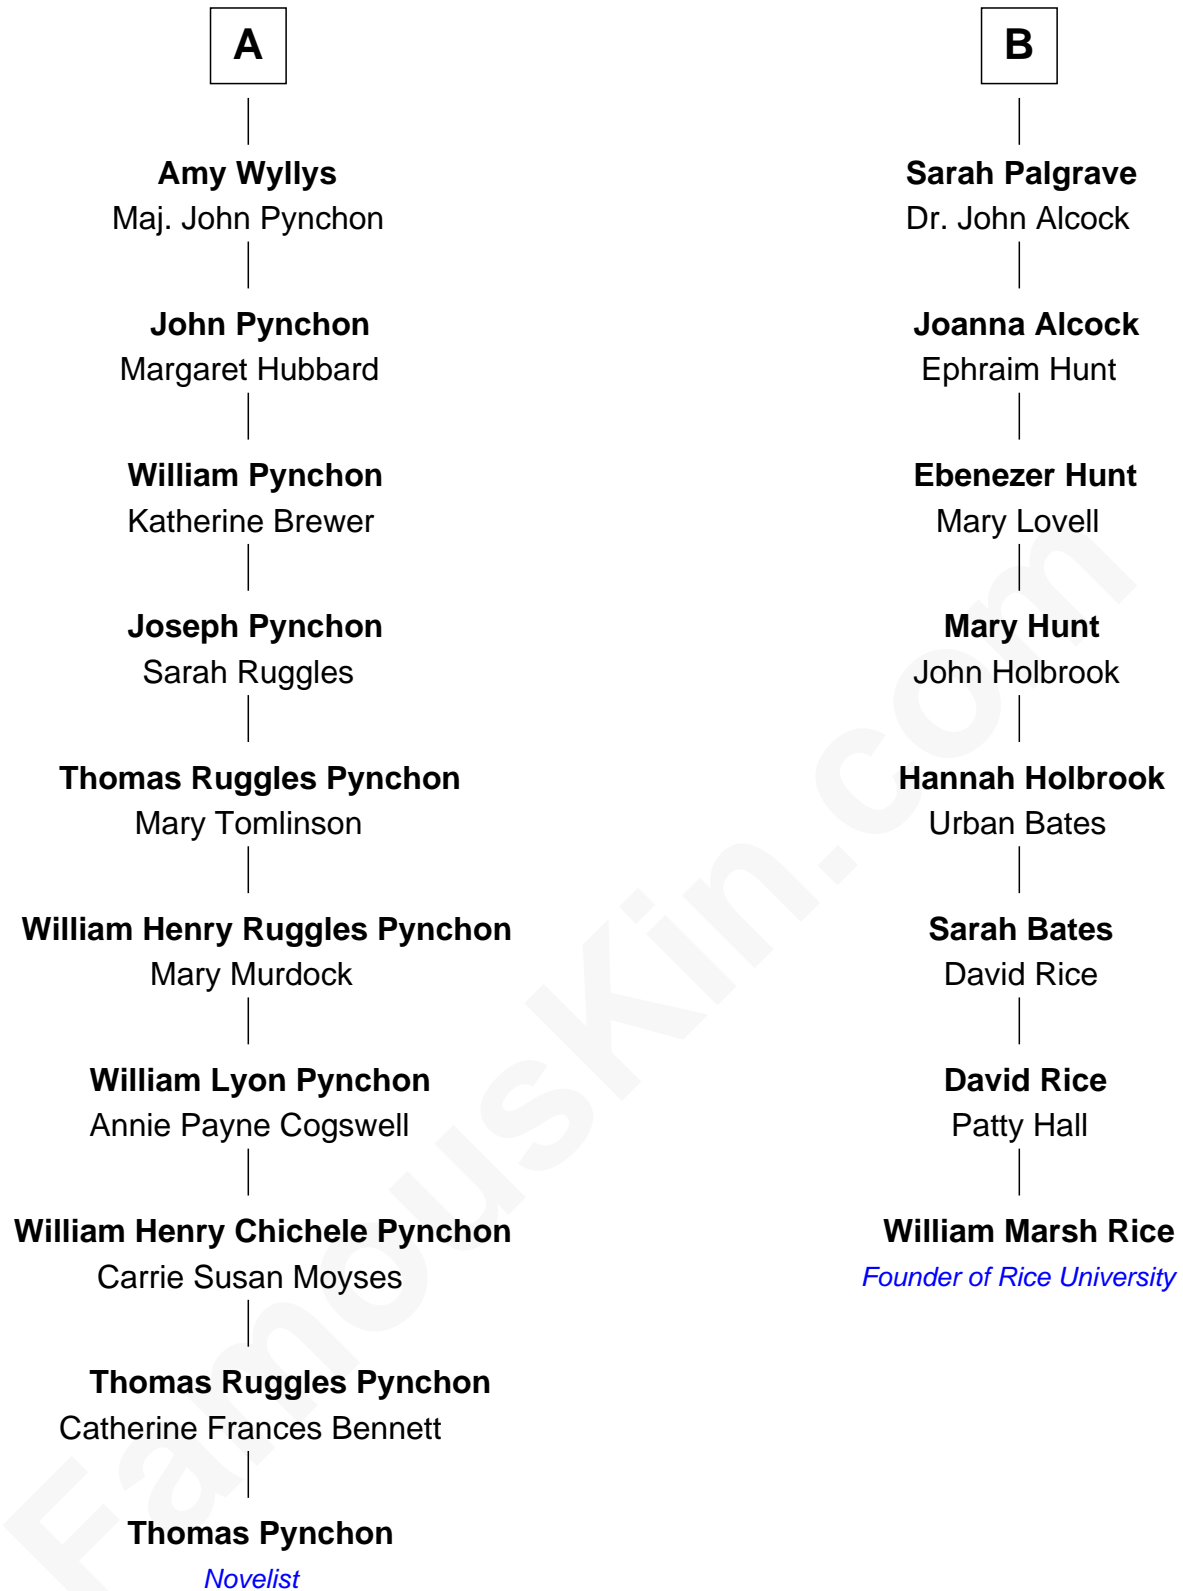 A
Amy Wyllys
Maj. John Pynchon
John Pynchon
Margaret Hubbard
William Pynchon
Katherine Brewer
Joseph Pynchon
Sarah Ruggles
Thomas Ruggles Pynchon
Mary Tomlinson
William Henry Ruggles Pynchon
Mary Murdock
William Lyon Pynchon
Annie Payne Cogswell
William Henry Chichele Pynchon
Carrie Susan Moyses
Thomas Ruggles Pynchon
Catherine Frances Bennett
Thomas Pynchon
Novelist
B
Sarah Palgrave
Dr. John Alcock
Joanna Alcock
Ephraim Hunt
Ebenezer Hunt
Mary Lovell
Mary Hunt
John Holbrook
Hannah Holbrook
Urban Bates
Sarah Bates
David Rice
David Rice
Patty Hall
William Marsh Rice
Founder of Rice University
FamousKin.com